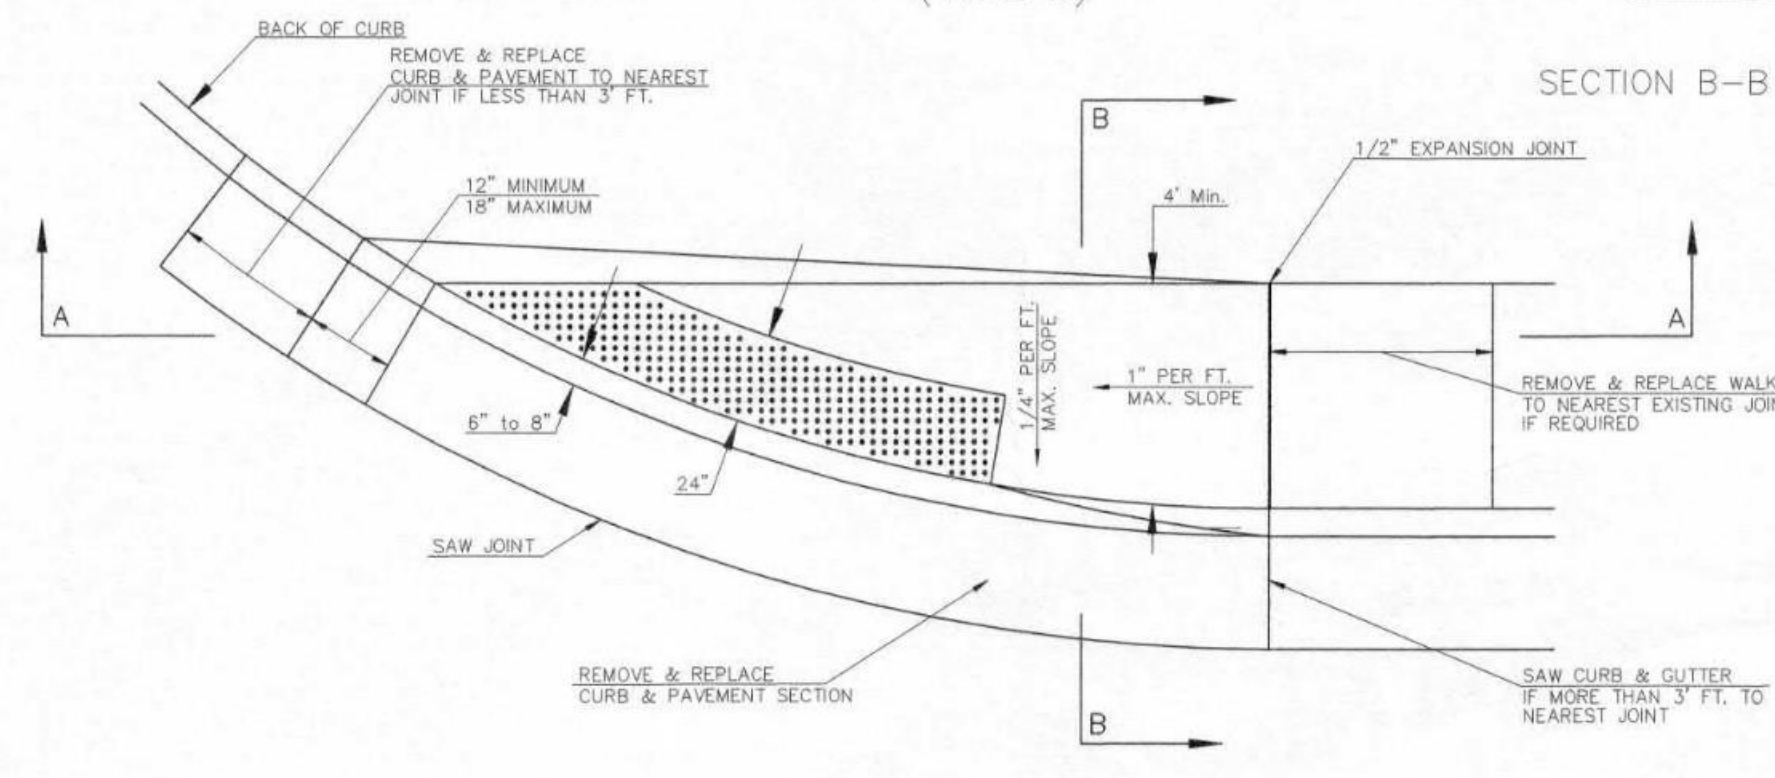 BACK OF CURB
REMOVE & REPLACE
CURB & PAVEMENT TO NEAREST
JOINT IF LESS THAN 3' FT.
SECTION B-B
B
1/2" EXPANSION JOINT
12" MINIMUM
18" MAXIMUM
4' Min.
A
A
1/4" PER FT.
MAX. SLOPE
1" PER FT.
MAX. SLOPE
REMOVE & REPLACE WALK
TO NEAREST EXISTING
IF REQUIRED
6" to 8"
24"
SAW JOINT
REMOVE & REPLACE
CURB & PAVEMENT SECTION
SAW CURB & GUTTER
IF MORE THAN 3' FT. TO
NEAREST JOINT
B